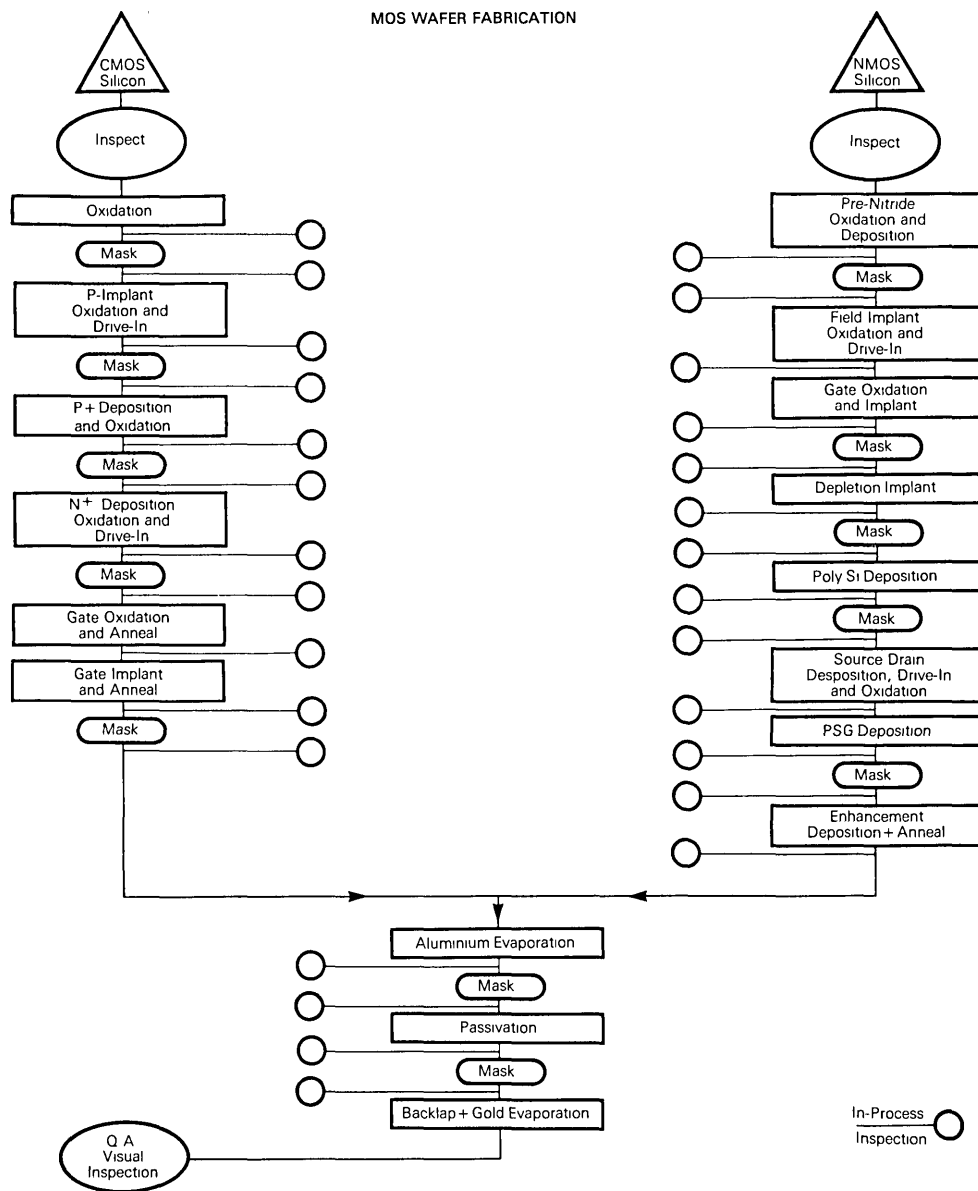 MOS WAFER FABRICATION
CMOS
Silicon
Inspect
Oxidation
Mask
P-Implant
Oxidation and
Drive-In
Mask
P+ Deposition
and Oxidation
Mask
N+ Deposition
Oxidation and
Drive-In
Mask
Gate Oxidation
and Anneal
Gate Implant
and Anneal
Mask
NMOS
Silicon
Inspect
Pre-Nitride
Oxidation and
Deposition
Mask
Field Implant
Oxidation and
Drive-In
Gate Oxidation
and Implant
Mask
Depletion Implant
Mask
Poly Si Deposition
Mask
Source Drain
Desposition, Drive-In
and Oxidation
PSG Deposition
Mask
Enhancement
Deposition + Anneal
Aluminium Evaporation
Mask
Passivation
Mask
Backlap + Gold Evaporation
Q A
Visual
Inspection
In-Process
Inspection